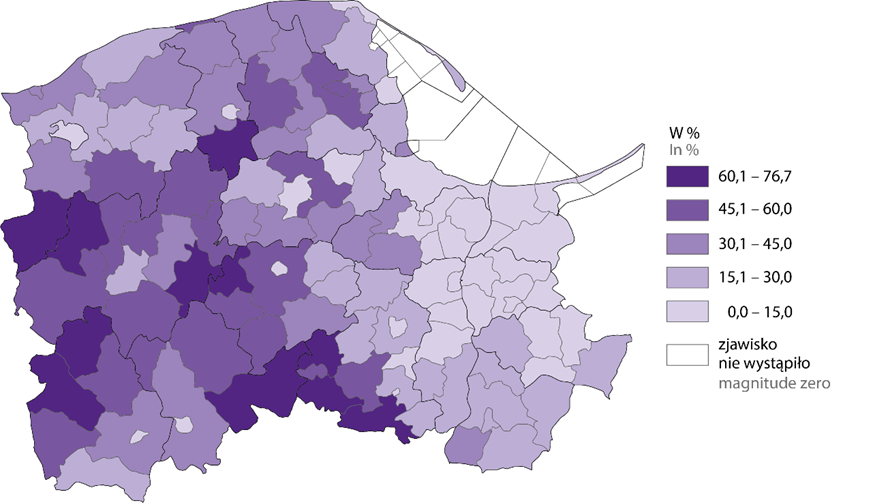 W %
In %
60,1 – 76,7
45,1 – 60,0
30,1 – 45,0
15,1 – 30,0
0,0 – 15,0
zjawisko
nie wystąpiło
magnitude zero